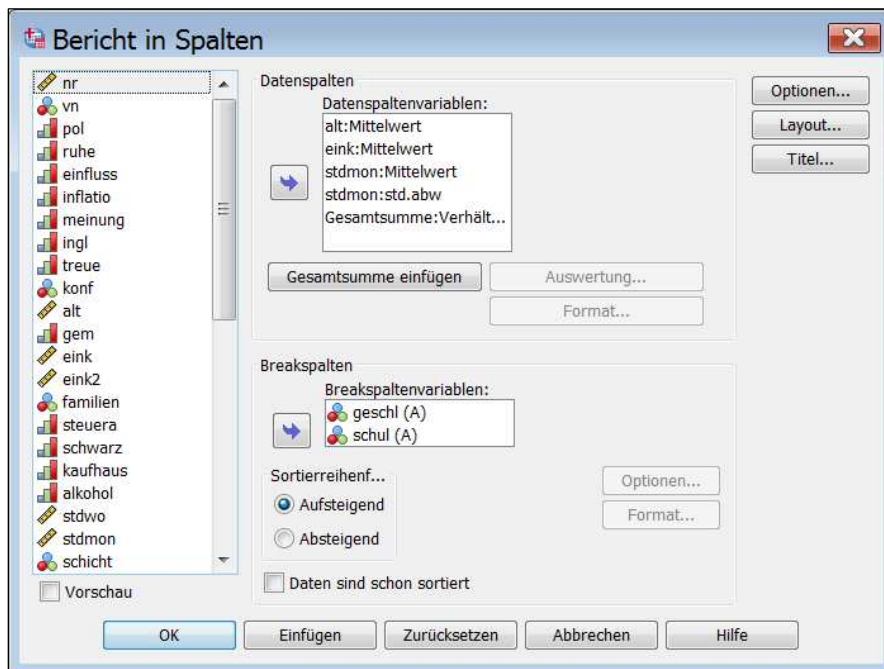 Bericht in Spalten
nr
vn
pol
ruhe
einfluss
inflatio
meinung
ingl
treue
konf
alt
gem
eink
eink2
familien
steuera
schwarz
kaufhaus
alkohol
stdwo
stdmon
schicht
Vorschau
Datenspalten
Datenspaltenvariablen:
alt:Mittelwert
eink:Mittelwert
stdmon:Mittelwert
stdmon:std.abw
Gesamtsumme:Verhält...
Gesamtsumme einfügen
Auswertung...
Format...
Breakspalten
Breakspaltenvariablen:
geschl (A)
schul (A)
Sortierreihenf...
Aufsteigend
Absteigend
Optionen...
Format...
Daten sind schon sortiert
Optionen...
Layout...
Titel...
OK
Einfügen
Zurücksetzen
Abbrechen
Hilfe